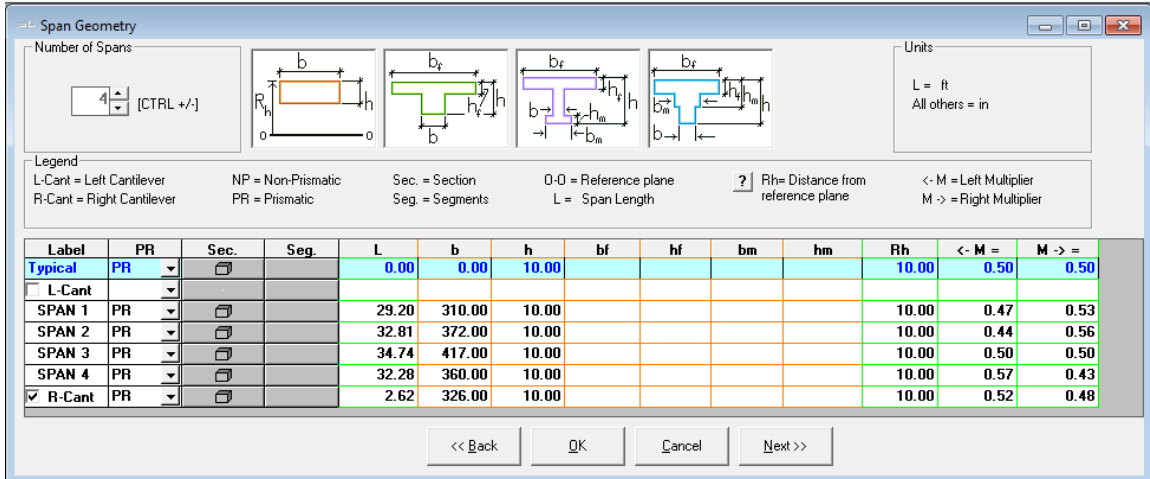 Span Geometry
Number of Spans
4 [CTRL +/-]
b
h
Rh
O O
bf
hf
h
b
bf
hf
h
b
hm
bm
bf
bm
hf
hm
h
b
Units
L = ft
All others = in
Legend
L-Cant = Left Cantilever NP = Non-Prismatic Sec. = Section O-O = Reference plane ? Rh= Distance from reference plane <- M =Left Multiplier
R-Cant = Right Cantilever PR = Prismatic Seg. = Segments L = Span Length M -> = Right Multiplier
Label PR Sec. Seg. L b h bf hf bm hm Rh <- M = M -> =
Typical PR 0.00 0.00 10.00 10.00 0.50 0.50
L-Cant
SPAN 1 PR 29.20 310.00 10.00 10.00 0.47 0.53
SPAN 2 PR 32.81 372.00 10.00 10.00 0.44 0.56
SPAN 3 PR 34.74 417.00 10.00 10.00 0.50 0.50
SPAN 4 PR 32.28 360.00 10.00 10.00 0.57 0.43
R-Cant PR 2.62 326.00 10.00 10.00 0.52 0.48
<< Back OK Cancel Next >>